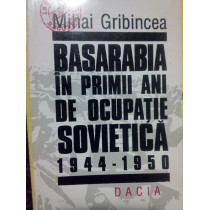 Mihai Gribincea
BASARABIA
ÎN PRIMII ANI
DE OCUPAȚIE
SOVIETICĂ
1944-1950
DACIA